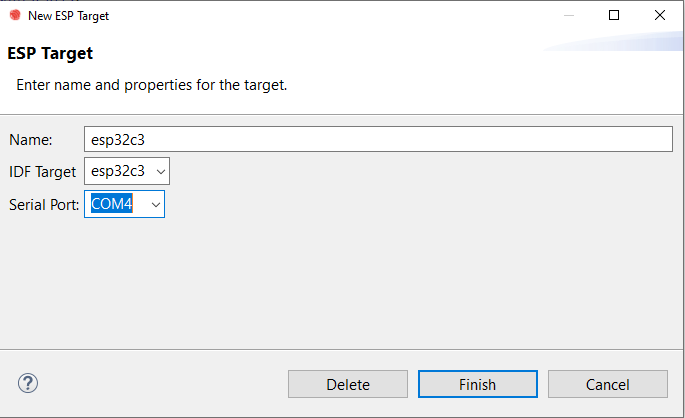 New ESP Target
ESP Target
Enter name and properties for the target.
Name: esp32c3
IDF Target esp32c3
Serial Port: COM4
? Delete Finish Cancel